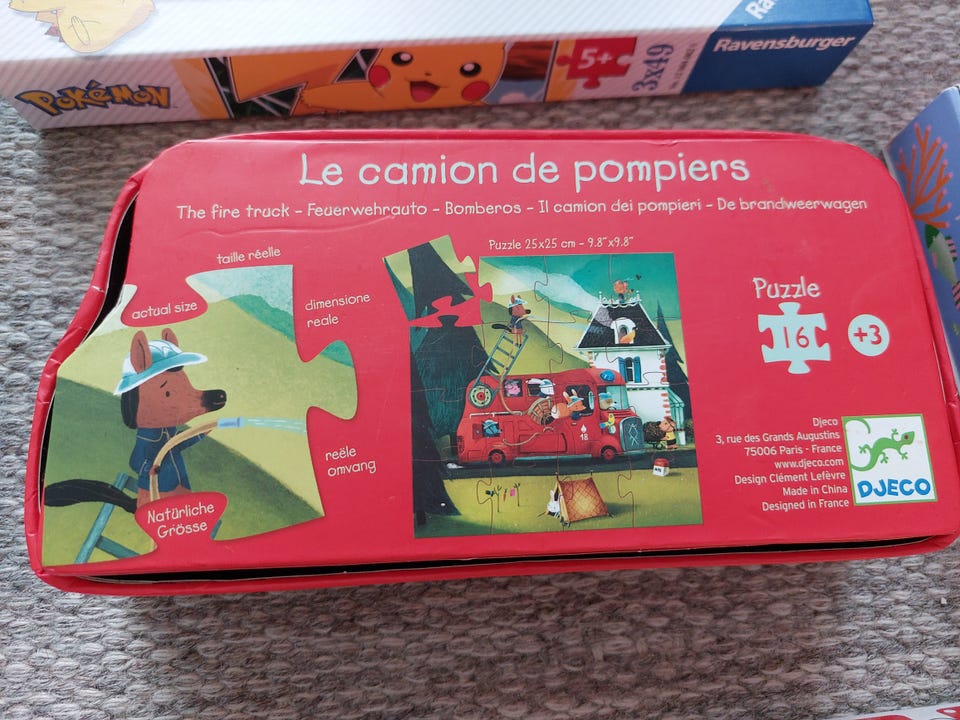 POKéMON
5+
3x49
Ravensburger
Ra
Le camion de pompiers
The fire truck – Feuerwehrauto – Bomberos – Il camion dei pompieri – De brandweerwagen
taille réelle
actual size
dimensione
reale
reële
omvang
Natürliche
Grösse
Puzzle 25x25 cm – 9.8"x9.8"
18
Puzzle
16
+3
Djeco
3, rue des Grands Augustins
75006 Paris - France
www.djeco.com
Design Clément Lefèvre
Made in China
Designed in France
DJECO